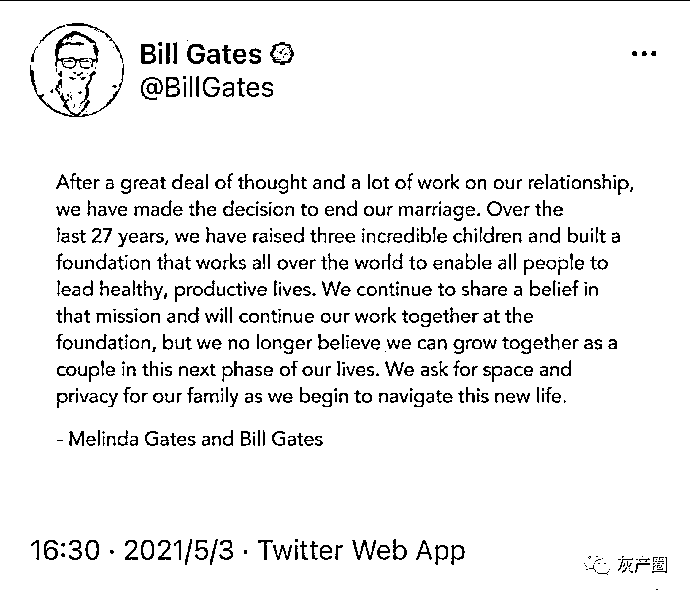 Bill Gates
@BillGates
After a great deal of thought and a lot of work on our relationship,
we have made the decision to end our marriage. Over the
last 27 years, we have raised three incredible children and built a
foundation that works all over the world to enable all people to
lead healthy, productive lives. We continue to share a belief in
that mission and will continue our work together at the
foundation, but we no longer believe we can grow together as a
couple in this next phase of our lives. We ask for space and
privacy for our family as we begin to navigate this new life.
- Melinda Gates and Bill Gates
16:30 · 2021/5/3 · Twitter Web App
灰产圈